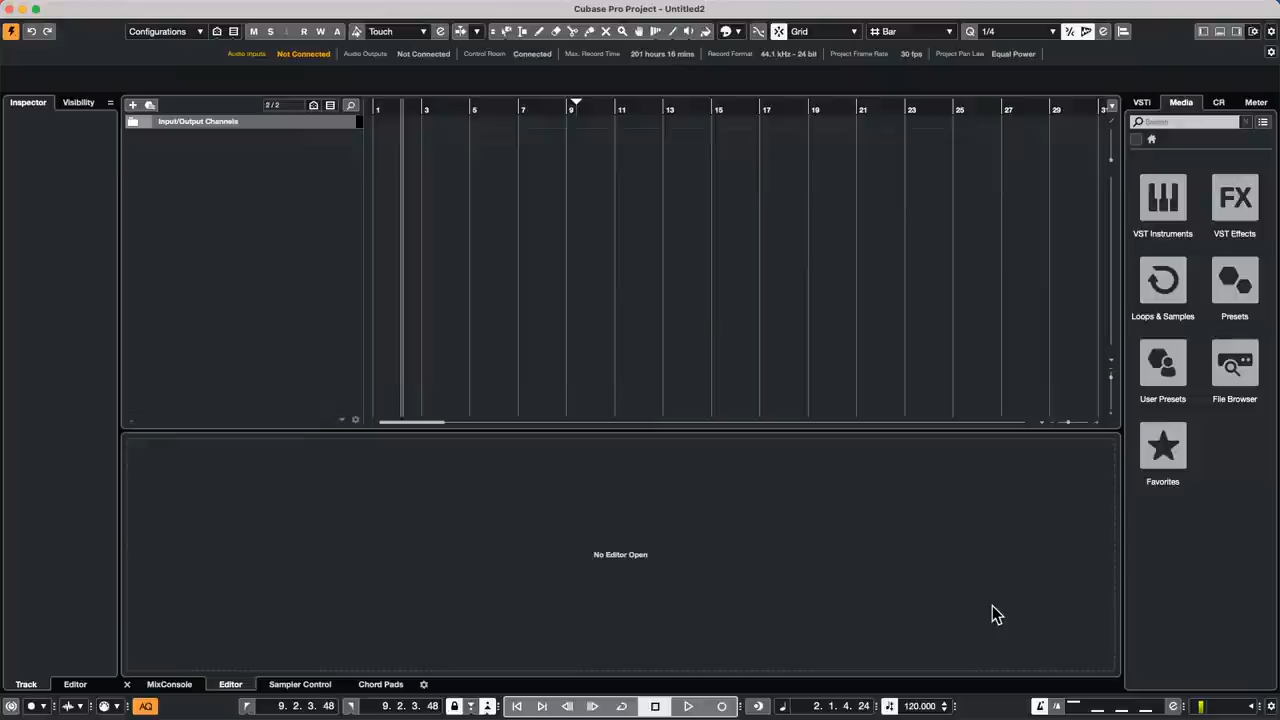 Cubase Pro Project - Untitled2
Configurations M S R W A Touch Grid Bar Q 1/4
Audio Inputs Not Connected Audio Outputs Not Connected Control Room Connected Max. Record Time 201 hours 16 mins Record Format 44.1 kHz - 24 bit Project Frame Rate 30 fps Project Pan Law Equal Power
Inspector Visibility 2/2 1 3 5 7 9 11 13 15 17 19 21 23 25 27 29 VSTi Media CR Meter
Input/Output Channels Search
FX
VST Instruments VST Effects
Loops & Samples Presets
User Presets File Browser
Favorites
No Editor Open
Track Editor MixConsole Editor Sampler Control Chord Pads
AQ 9. 2. 3. 48 9. 2. 3. 48 2. 1. 4. 24 120.000